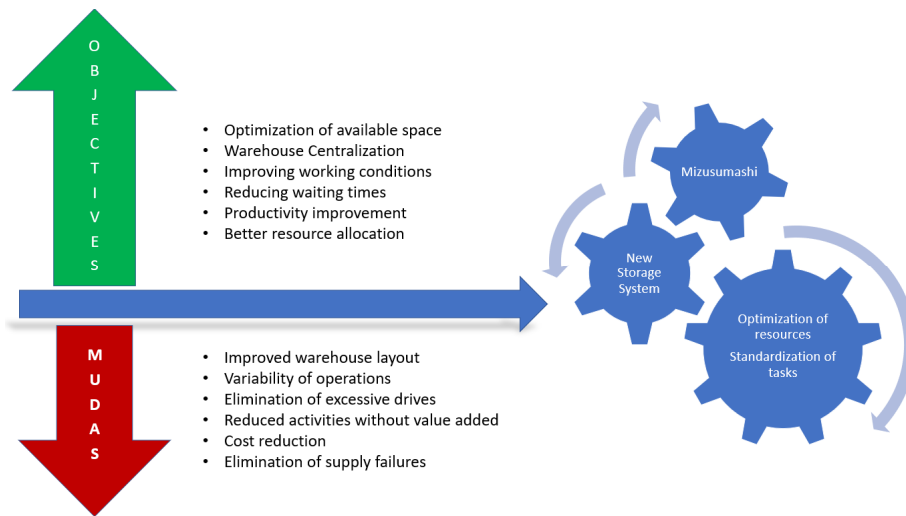 OBJECTIVES
• Optimization of available space
• Warehouse Centralization
• Improving working conditions
• Reducing waiting times
• Productivity improvement
• Better resource allocation
MUDAS
• Improved warehouse layout
• Variability of operations
• Elimination of excessive drives
• Reduced activities without value added
• Cost reduction
• Elimination of supply failures
Mizusumashi
New
Storage
System
Optimization of
resources
Standardization of
tasks